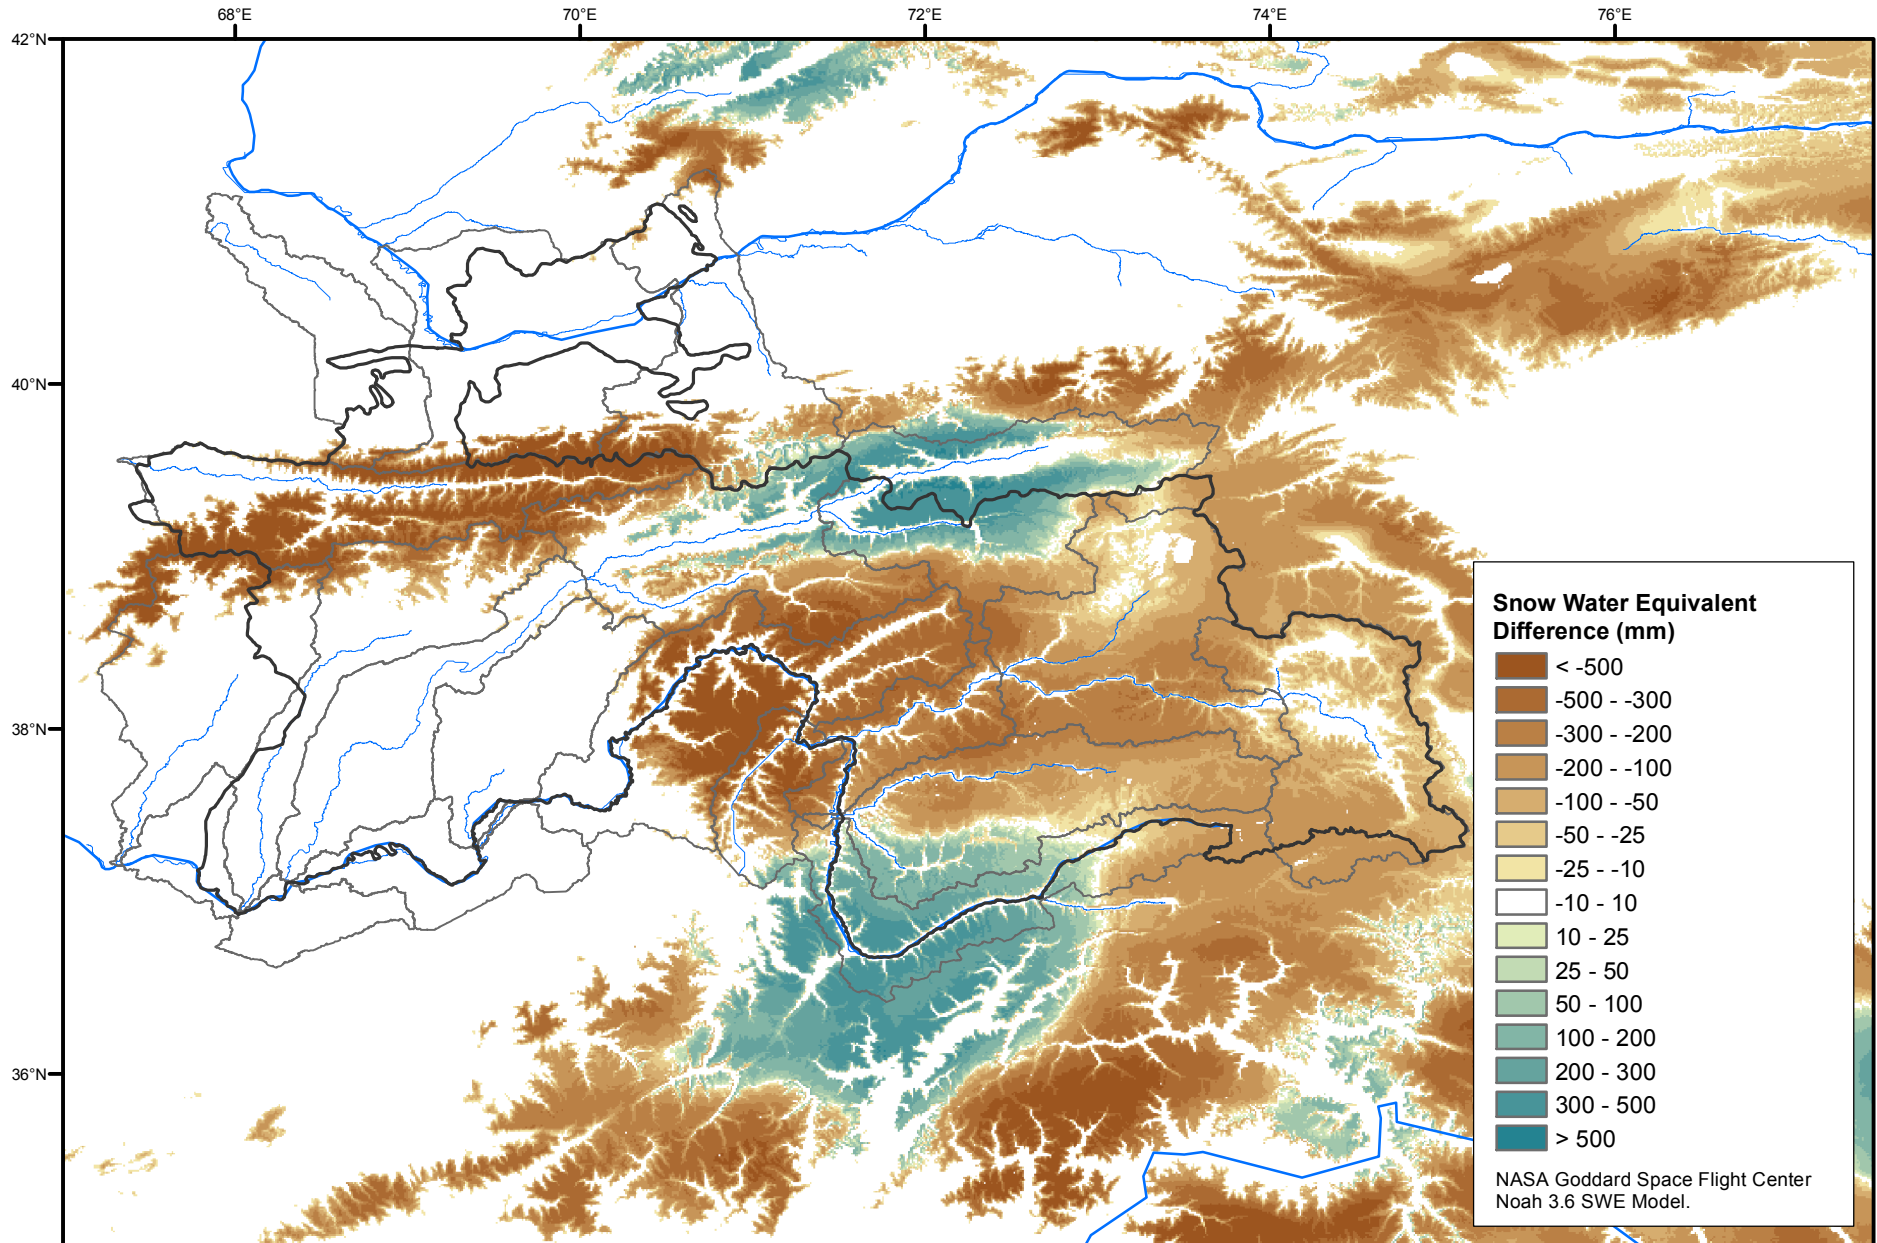 68°E 70°E 72°E 74°E 76°E
42°N
40°N
38°N
36°N
Snow Water Equivalent
Difference (mm)
< -500
-500 - -300
-300 - -200
-200 - -100
-100 - -50
-50 - -25
-25 - -10
-10 - 10
10 - 25
25 - 50
50 - 100
100 - 200
200 - 300
300 - 500
> 500
NASA Goddard Space Flight Center
Noah 3.6 SWE Model.